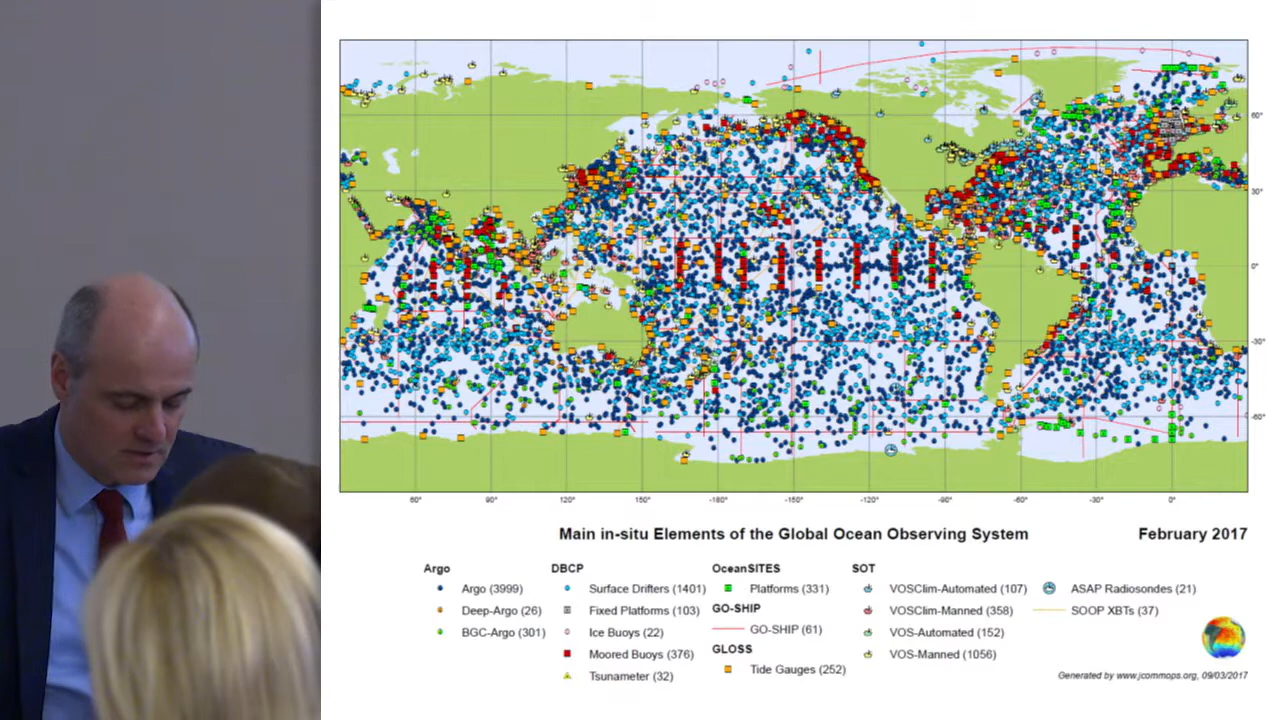 60°
30°
0°
-30°
-60°
60° 90° 120° 150° -180° -150° -120° -90° -60° -30° 0°
Main in-situ Elements of the Global Ocean Observing System February 2017
Argo DBCP OceanSITES SOT
Argo (3999) Surface Drifters (1401) Platforms (331) VOSClim-Automated (107) ASAP Radiosondes (21)
Deep-Argo (26) Fixed Platforms (103) GO-SHIP VOSClim-Manned (358) SOOP XBTs (37)
BGC-Argo (301) Ice Buoys (22) GO-SHIP (61) VOS-Automated (152)
Moored Buoys (376) GLOSS VOS-Manned (1056)
Tsunameter (32) Tide Gauges (252)
Generated by www.jcommops.org, 09/03/2017